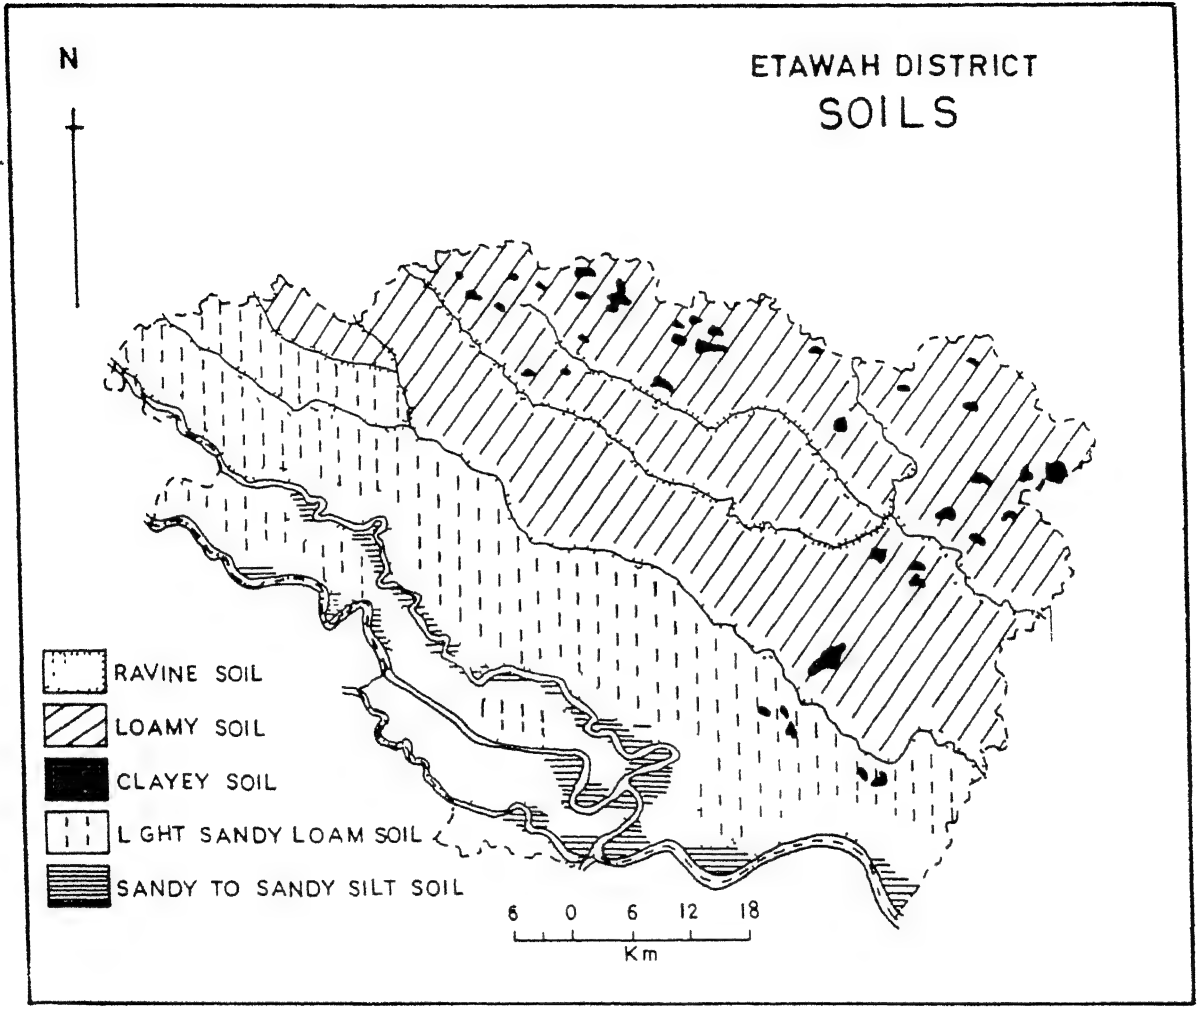 N
ETAWAH DISTRICT
SOILS
RAVINE SOIL
LOAMY SOIL
CLAYEY SOIL
L GHT SANDY LOAM SOIL
SANDY TO SANDY SILT SOIL
6 0 6 12 18
Km